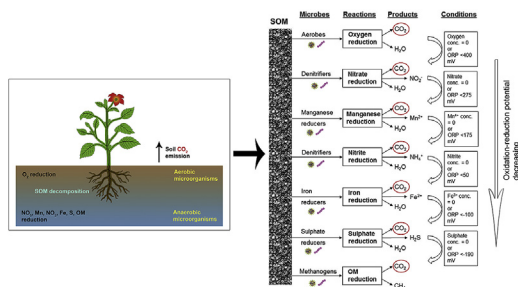 Soil CO₂
emission
O₂ reduction
Aerobic
microorganisms
SOM decomposition
NO₃, Mn, NO₂, Fe, S, OM
reduction
Anaerobic
microorganisms
SOM
Microbes
Reactions
Products
Conditions
Aerobes
Oxygen
reduction
CO₂
H₂O
Oxygen
conc. = 0
or
ORP <+400
mV
Denitrifiers
Nitrate
reduction
CO₂
NO₂⁻
H₂O
Nitrate
conc. = 0
or
ORP <+275
mV
Manganese
reducers
Manganese
reduction
CO₂
Mn²⁺
H₂O
Mn⁴⁺ conc.
= 0
or
ORP <+175
mV
Denitrifiers
Nitrite
reduction
CO₂
NH₄⁺
H₂O
Nitrite
conc. = 0
or
ORP <+50
mV
Iron
reducers
Iron
reduction
CO₂
Fe²⁺
H₂O
Fe³⁺ conc.
= 0
or
ORP <-100
mV
Sulphate
reducers
Sulphate
reduction
CO₂
H₂S
H₂O
Sulphate
conc. = 0
or
ORP <-190
mV
Methanogens
OM
reduction
CO₂
CH₄
Oxidation-reduction potential
decreasing